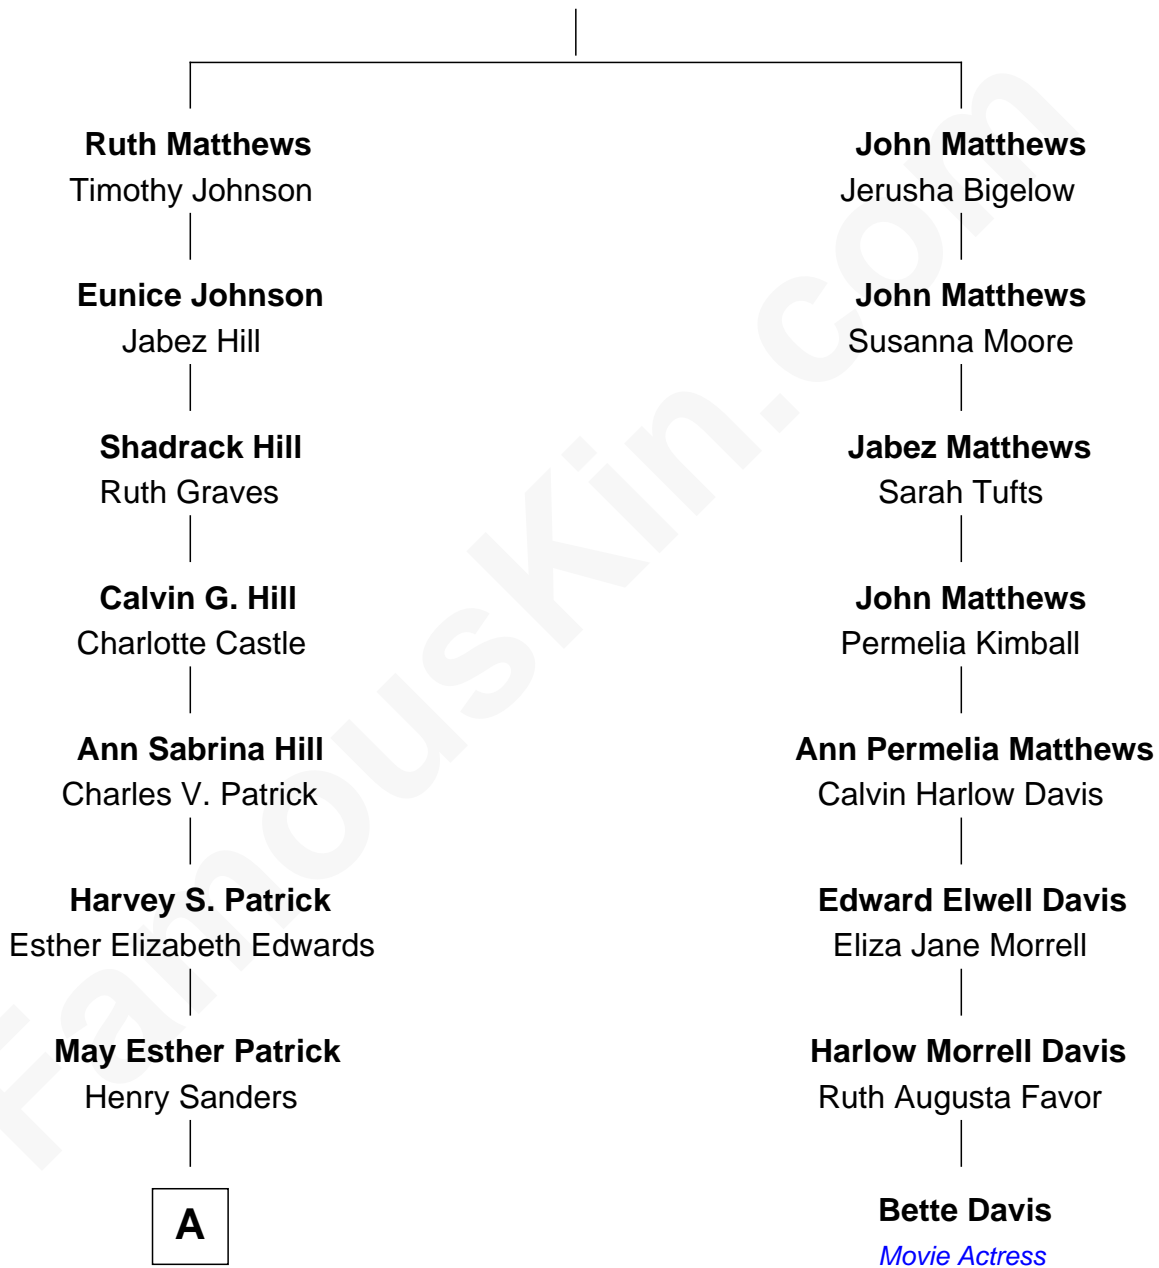 Ruth Matthews
Timothy Johnson
Eunice Johnson
Jabez Hill
Shadrack Hill
Ruth Graves
Calvin G. Hill
Charlotte Castle
Ann Sabrina Hill
Charles V. Patrick
Harvey S. Patrick
Esther Elizabeth Edwards
May Esther Patrick
Henry Sanders
A
John Matthews
Jerusha Bigelow
John Matthews
Susanna Moore
Jabez Matthews
Sarah Tufts
John Matthews
Permelia Kimball
Ann Permelia Matthews
Calvin Harlow Davis
Edward Elwell Davis
Eliza Jane Morrell
Harlow Morrell Davis
Ruth Augusta Favor
Bette Davis
Movie Actress
FamousKin.com